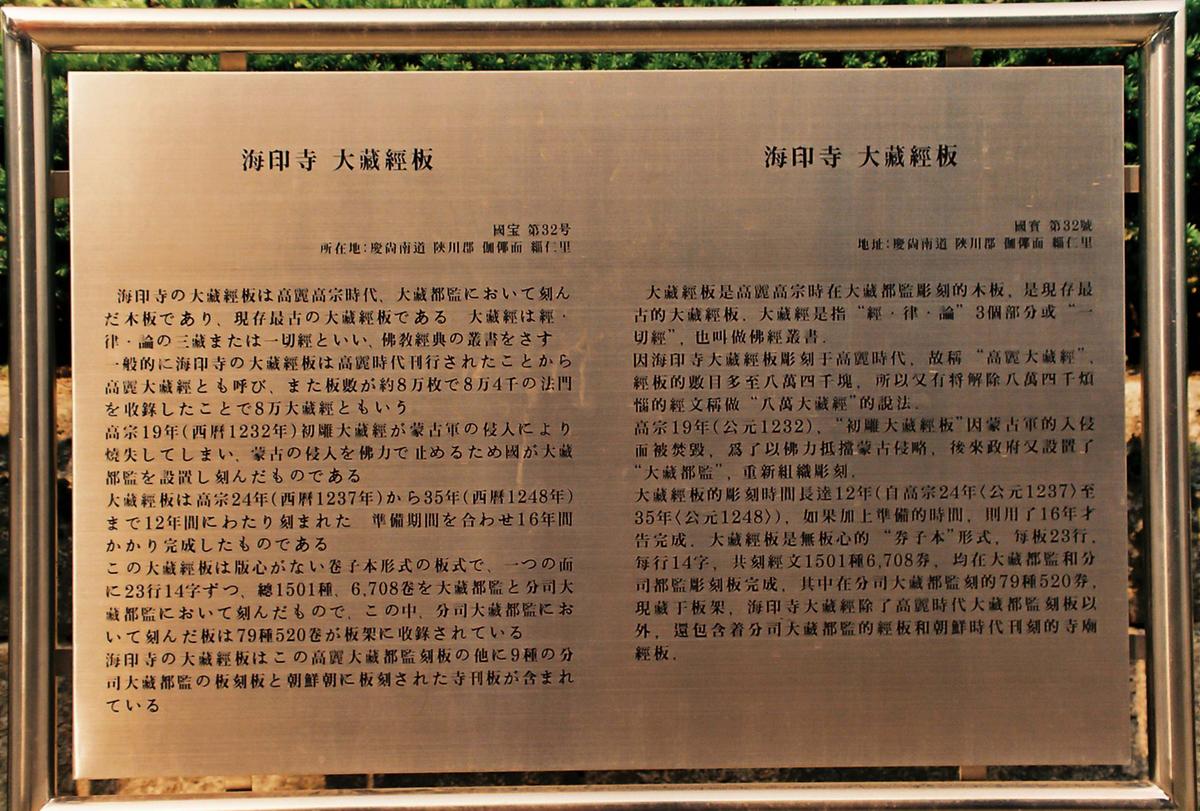 海印寺 大藏經板
國宝 第32号
所在地:慶尙南道 陜川郡 伽倻面 緇仁里
海印寺の大藏經板は高麗高宗時代、大藏都監において刻ん
だ木板であり、現存最古の大藏經板である 大藏經は經·
律·論の三藏または一切經といい、佛教經典の叢書をさす
一般的に海印寺の大藏經板は高麗時代刊行されたことから
高麗大藏經とも呼び、また板數が約8万枚で8万4千の法門
を收錄したことで8万大藏經ともいう
高宗19年(西暦1232年)初雕大藏經が蒙古軍の侵入により
燒失してしまい、蒙古の侵入を佛力で止めるため國が大藏
都監を設置し刻んだものである
大藏經板は高宗24年(西暦1237年)から35年(西暦1248年)
まで12年間にわたり刻まれた 準備期間を合わせ16年間
かかり完成したものである
この大藏經板は版心がない卷子本形式の板式で、一つの面
に23行14字ずつ、總1501種、6,708卷を大藏都監と分司大
藏都監において刻んだもので、この中、分司大藏都監にお
いて刻んだ板は79種520卷が板架に收錄されている
海印寺の大藏經板はこの高麗大藏都監刻板の他に9種の分
司大藏都監の板刻板と朝鮮朝に板刻された寺刊板が含まれ
ている
海印寺 大藏經板
國寶 第32號
地址:慶尙南道 陜川郡 伽倻面 緇仁里
大藏經板是高麗高宗時在大藏都監彫刻的木板, 是現存最
古的大藏經板. 大藏經是指 “經·律·論” 3個部分或 “一
切經”, 也叫做佛經叢書.
因海印寺大藏經板彫刻于高麗時代, 故稱 “高麗大藏經”,
經板的數目多至八萬四千塊, 所以又有将解除八萬四千煩
惱的經文稱做 “八萬大藏經”的說法.
高宗19年(公元1232), “初雕大藏經板”因蒙古軍的入侵
而被焚毁, 爲了以佛力抵擋蒙古侵略, 後來政府又設置了
“大藏都監”, 重新組織彫刻.
大藏經板的彫刻時間長達12年(自高宗24年〈公元1237〉至
35年〈公元1248〉), 如果加上準備的時間, 則用了16年才
告完成. 大藏經板是無板心的 “券子本”形式, 每板23行,
每行14字, 共刻經文1501種6,708券, 均在大藏都監和分
司都監彫刻板完成, 其中在分司大藏都監刻的79種520券,
現藏于板架, 海印寺大藏經除了高麗時代大藏都監刻板以
外, 還包含着分司大藏都監的經板和朝鮮時代刊刻的寺廟
經板.